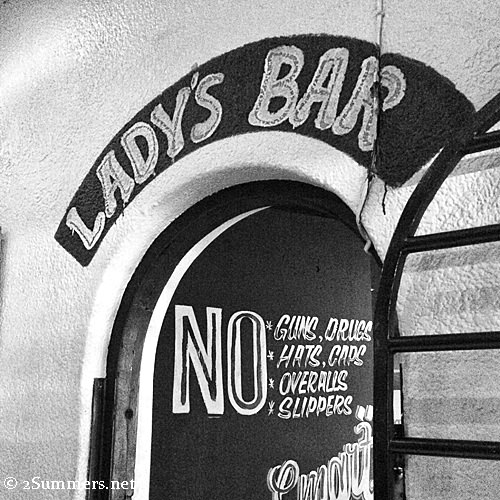 LADY'S BAR
NO
* GUNS, DRUGS
* HATS, CAPS
* OVERALLS
* SLIPPERS
© 2Summers.net